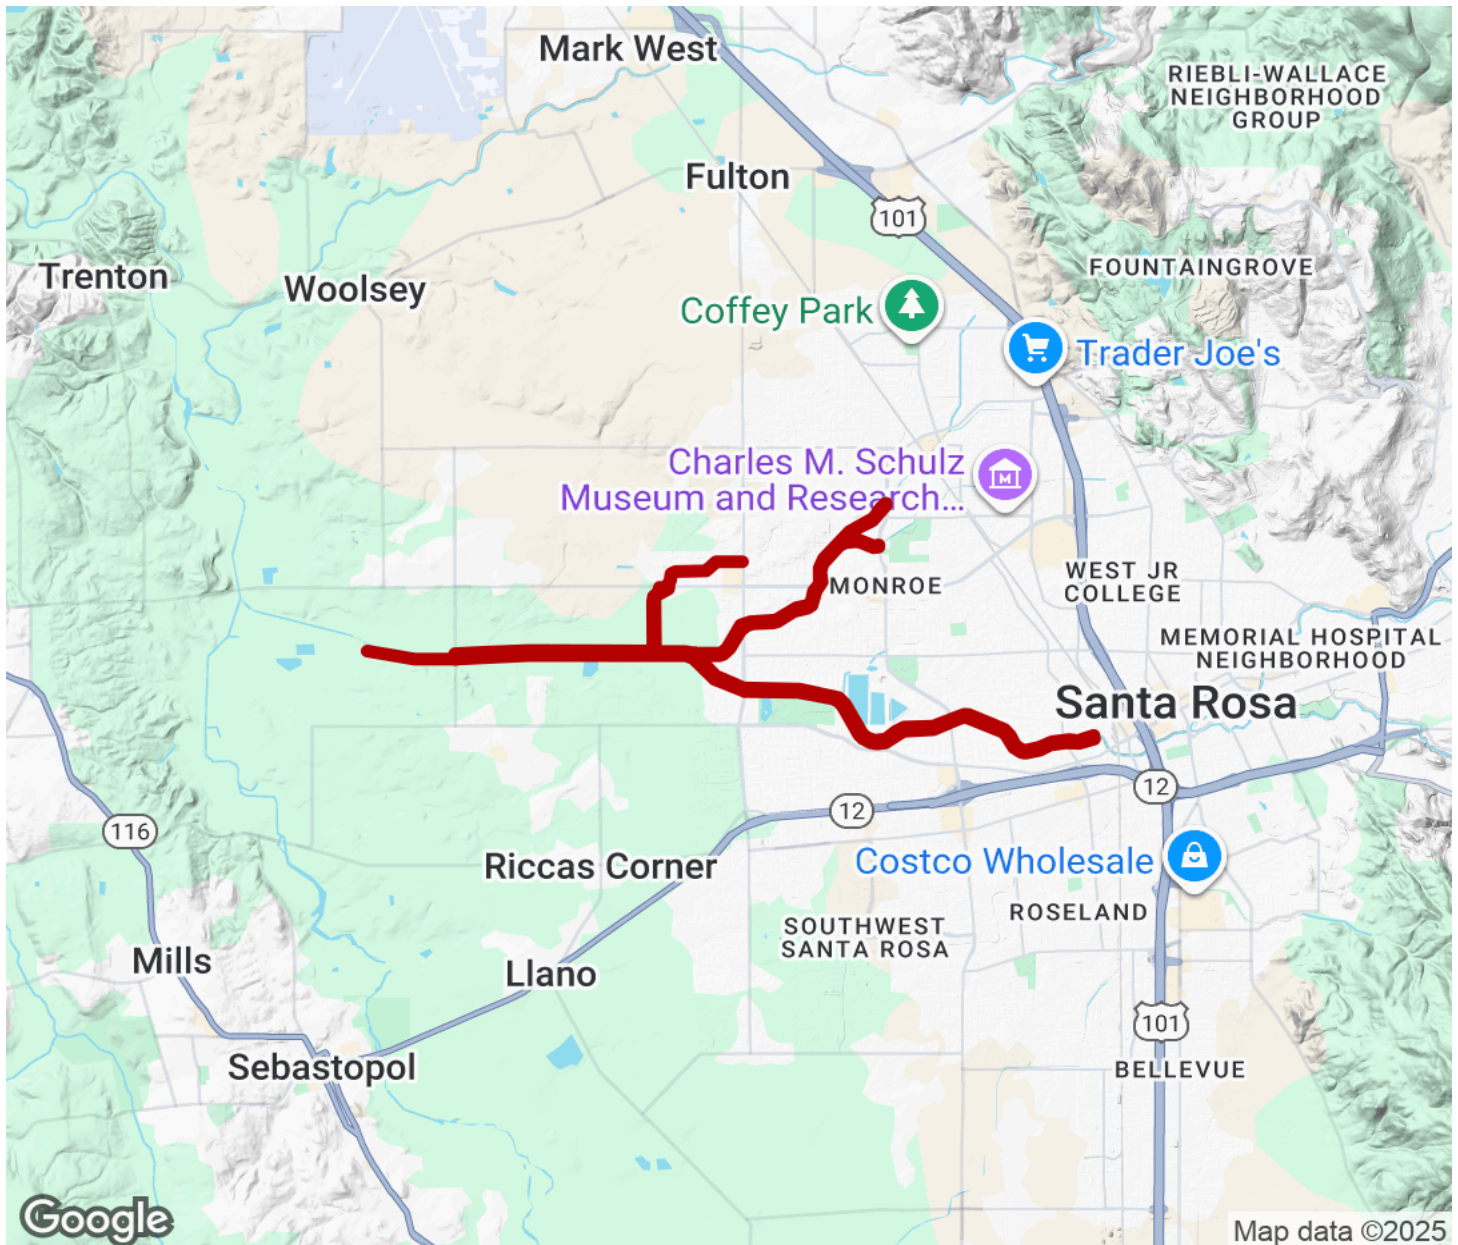 Mark West
RIEBLI-WALLACE
NEIGHBORHOOD
GROUP
Fulton
101
Trenton
Woolsey
FOUNTAINGROVE
Coffey Park
Trader Joe's
Charles M. Schulz
Museum and Research...
M
MONROE
WEST JR
COLLEGE
MEMORIAL HOSPITAL
NEIGHBORHOOD
Santa Rosa
12
12
116
Riccas Corner
Costco Wholesale
ROSELAND
SOUTHWEST
SANTA ROSA
Mills
Llano
101
Sebastopol
BELLEVUE
Google
Map data ©2025